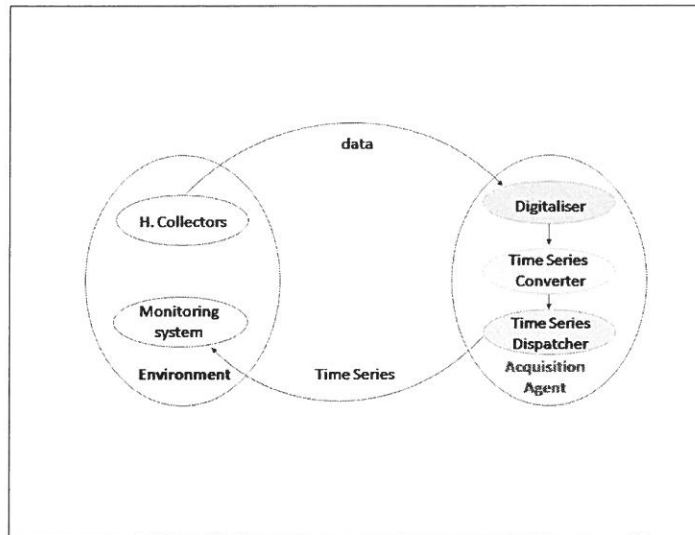 data
H. Collectors
Digitaliser
Time Series
Converter
Monitoring
system
Time Series
Dispatcher
Environment
Time Series
Acquisition
Agent